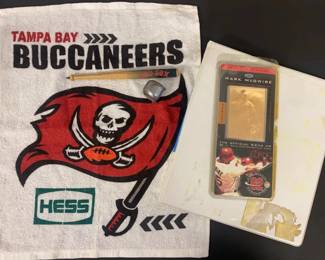 TAMPA BAY
BUCCANEERS
HESS
MARK McGWIRE